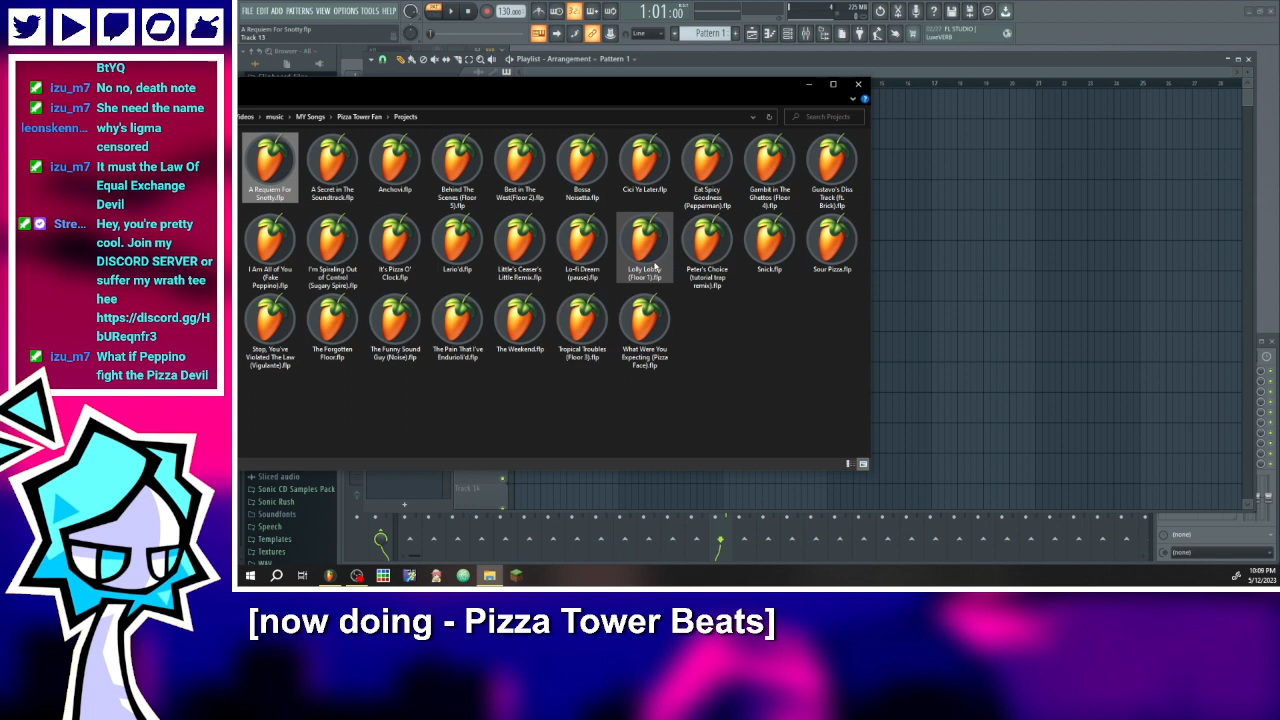 BtYQ
izu_m7 No no, death note
izu_m7 She need the name
leonskenn... why's ligma
censored
izu_m7 It must the Law Of
Equal Exchange
Devil
Stre... Hey, you're pretty
cool. Join my
DISCORD SERVER or
suffer my wrath tee
hee
https://discord.gg/H
bUReqnfr3
izu_m7 What if Peppino
fight the Pizza Devil
FILE EDIT ADD PATTERNS VIEW OPTIONS TOOLS HELP
A Requiem For Snotty.flp
Track 13
130.000
1:01:00
4
225 MB
Line
Pattern 1
02/27 FL STUDIO |
LuxeVERB
Browser - All
Playlist - Arrangement › Pattern 1
music › MY Songs › Pizza Tower Fan › Projects
Search Projects
A Requiem For
Snotty.flp
A Secret in The
Soundtrack.flp
Anchovi.flp
Behind The
Scenes (Floor
5).flp
Best in The
West(Floor 2).flp
Bossa
Noisetta.flp
Cici Ya Later.flp
Eat Spicy
Goodness
(Pepperman).flp
Gambit in The
Ghettos (Floor
4).flp
Gustavo's Diss
Track (ft.
Brick).flp
I Am All of You
(Fake
Peppino).flp
I'm Spiraling Out
of Control
(Sugary Spire).flp
It's Pizza O'
Clock.flp
Lario'd.flp
Little's Ceaser's
Little Remix.flp
Lo-fi Dream
(pause).flp
Lolly Lobby
(Floor 1).flp
Peter's Choice
(tutorial trap
remix).flp
Snick.flp
Sour Pizza.flp
Stop, You've
Violated The Law
(Vigulante).flp
The Forgotten
Floor.flp
The Funny Sound
Guy (Noise).flp
The Pain That I've
Endurioli'd.flp
The Weekend.flp
Tropical Troubles
(Floor 3).flp
What Were You
Expecting (Pizza
Face).flp
Sliced audio
Sonic CD Samples Pack
Sonic Rush
Soundfonts
Speech
Templates
Textures
Track 14
(none)
(none)
10:09 PM
5/12/2023
[now doing - Pizza Tower Beats]